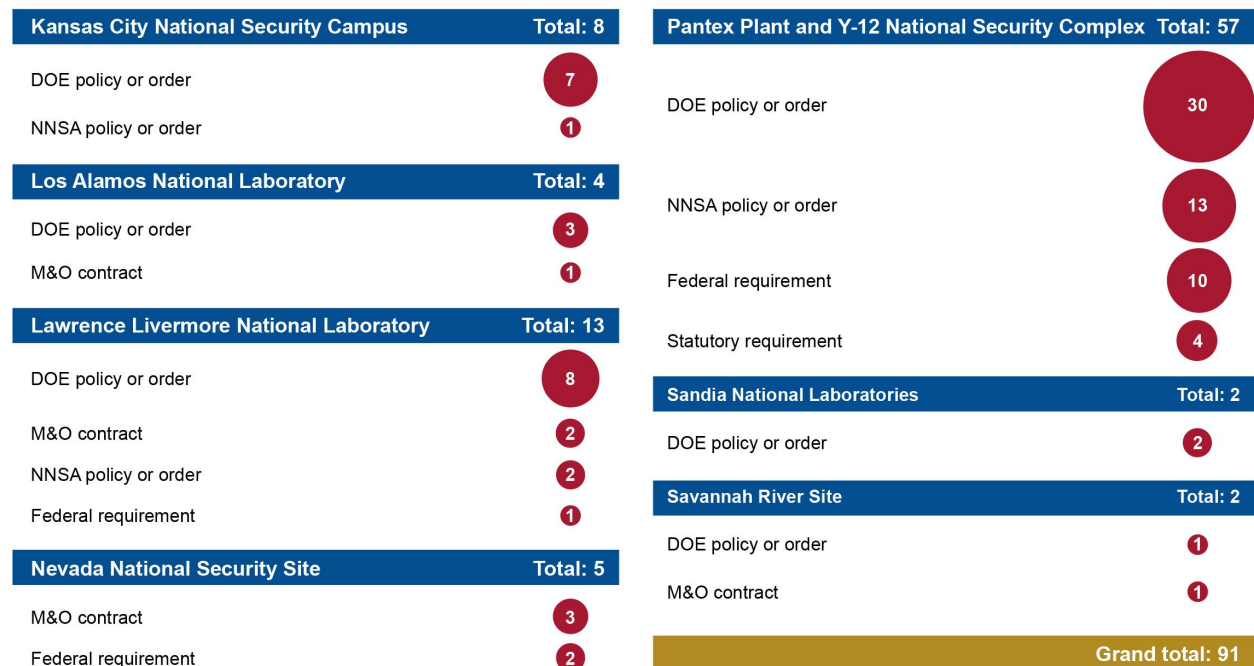 Kansas City National Security Campus Total: 8
DOE policy or order 7
NNSA policy or order 1
Los Alamos National Laboratory Total: 4
DOE policy or order 3
M&O contract 1
Lawrence Livermore National Laboratory Total: 13
DOE policy or order 8
M&O contract 2
NNSA policy or order 2
Federal requirement 1
Nevada National Security Site Total: 5
M&O contract 3
Federal requirement 2
Pantex Plant and Y-12 National Security Complex Total: 57
DOE policy or order 30
NNSA policy or order 13
Federal requirement 10
Statutory requirement 4
Sandia National Laboratories Total: 2
DOE policy or order 2
Savannah River Site Total: 2
DOE policy or order 1
M&O contract 1
Grand total: 91